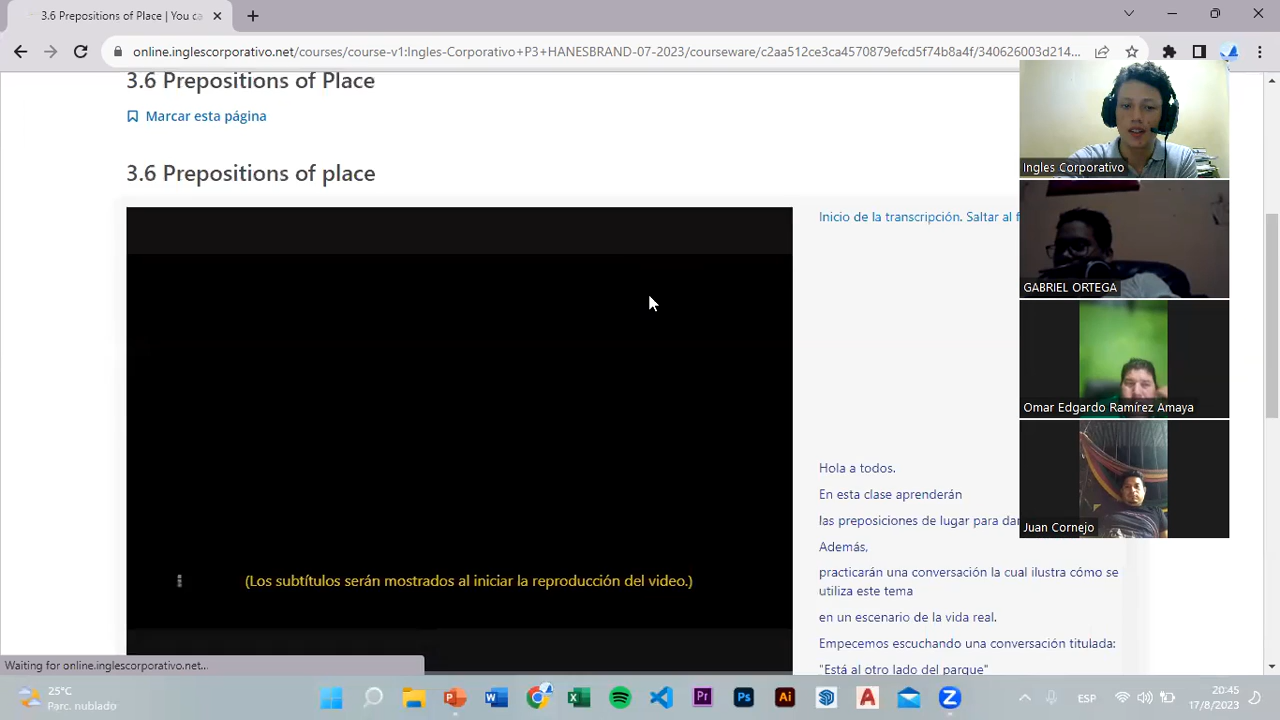 3.6 Prepositions of Place | You ca
online.inglescorporativo.net/courses/course-v1:Ingles-Corporativo+P3+HANESBRAND-07-2023/courseware/c2aa512ce3ca4570879efcd5f74b8a4f/340626003d214...
3.6 Prepositions of Place
Marcar esta página
3.6 Prepositions of place
Inicio de la transcripción. Saltar al f
Hola a todos.
En esta clase aprenderán
las preposiciones de lugar para dar
Además,
practicarán una conversación la cual ilustra cómo se
utiliza este tema
en un escenario de la vida real.
Empecemos escuchando una conversación titulada:
"Está al otro lado del parque"
(Los subtítulos serán mostrados al iniciar la reproducción del video.)
Ingles Corporativo
GABRIEL ORTEGA
Omar Edgardo Ramírez Amaya
Juan Cornejo
Waiting for online.inglescorporativo.net...
25°C
Parc. nublado
ESP
20:45
17/8/2023